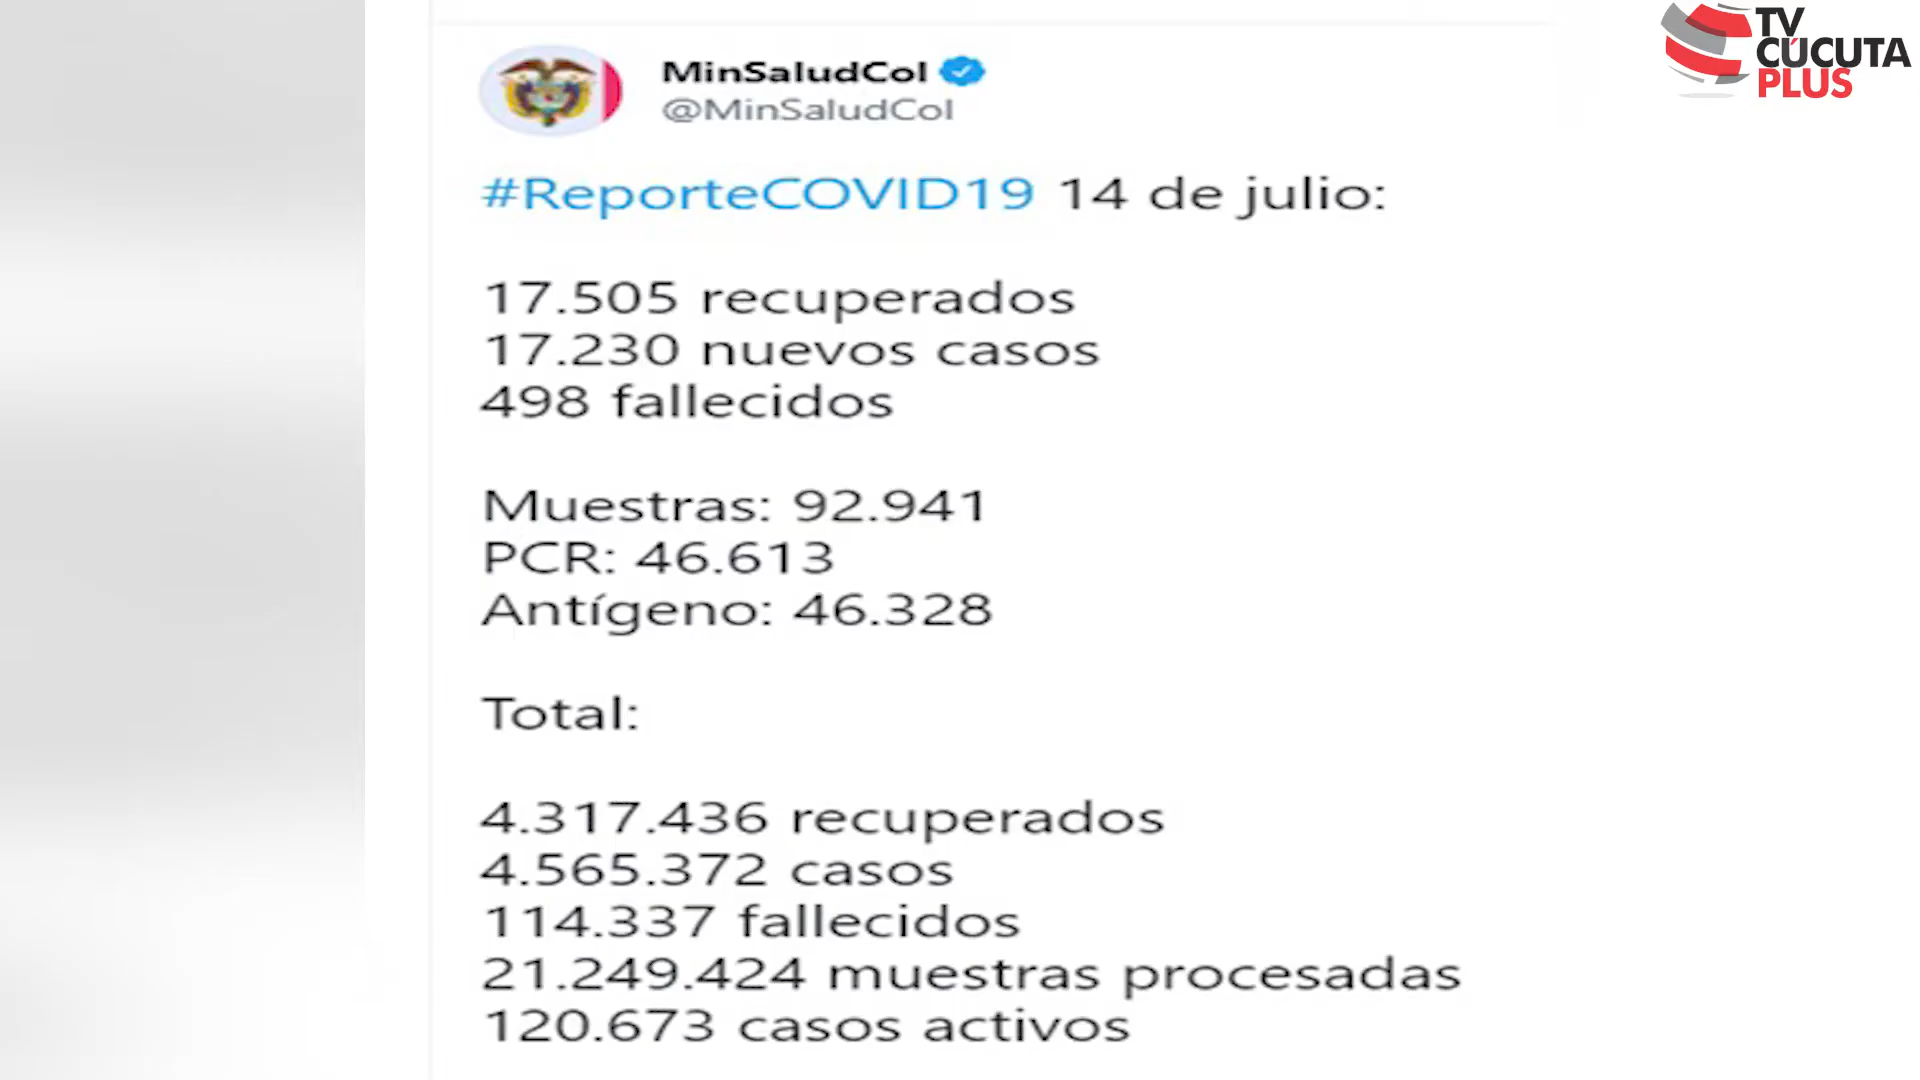 TV
CÚCUTA
PLUS
MinSaludCol
@MinSaludCol
#ReporteCOVID19 14 de julio:
17.505 recuperados
17.230 nuevos casos
498 fallecidos
Muestras: 92.941
PCR: 46.613
Antígeno: 46.328
Total:
4.317.436 recuperados
4.565.372 casos
114.337 fallecidos
21.249.424 muestras procesadas
120.673 casos activos